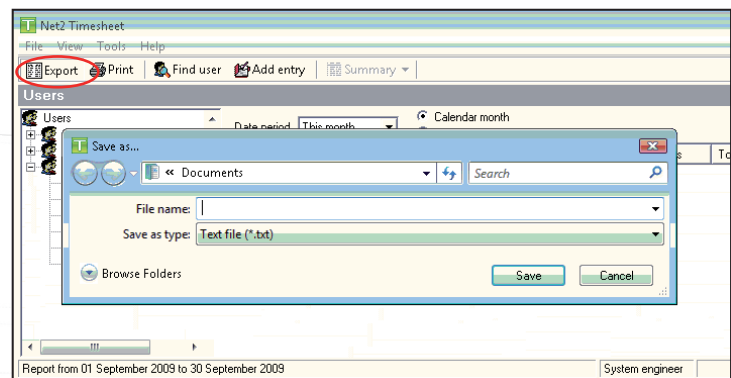 Net2 Timesheet
File View Tools Help
Export Print Find user Add entry Summary
Users
Users
Date period This month Calendar month
Save as...
« Documents
Search
File name:
Save as type: Text file (*.txt)
Browse Folders
Save Cancel
Report from 01 September 2009 to 30 September 2009
System engineer